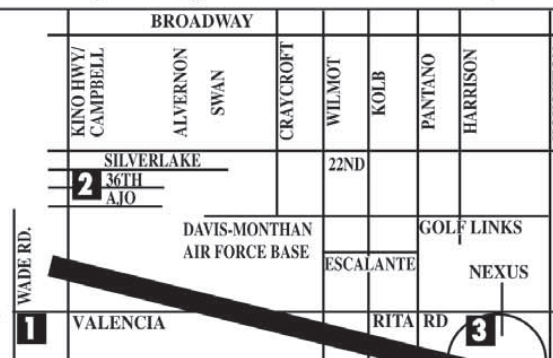 BROADWAY
KINO HWY/
CAMPBELL
ALVERNON
SWAN
CRAYCROFT
WILMOT
KOLB
PANTANO
HARRISON
SILVERLAKE
22ND
2
36TH
AJO
WADE RD.
DAVIS-MONTHAN
AIR FORCE BASE
GOLF LINKS
ESCALANTE
NEXUS
1
VALENCIA
RITA RD
3